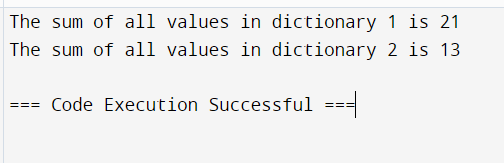 The sum of all values in dictionary 1 is 21
The sum of all values in dictionary 2 is 13
=== Code Execution Successful ===